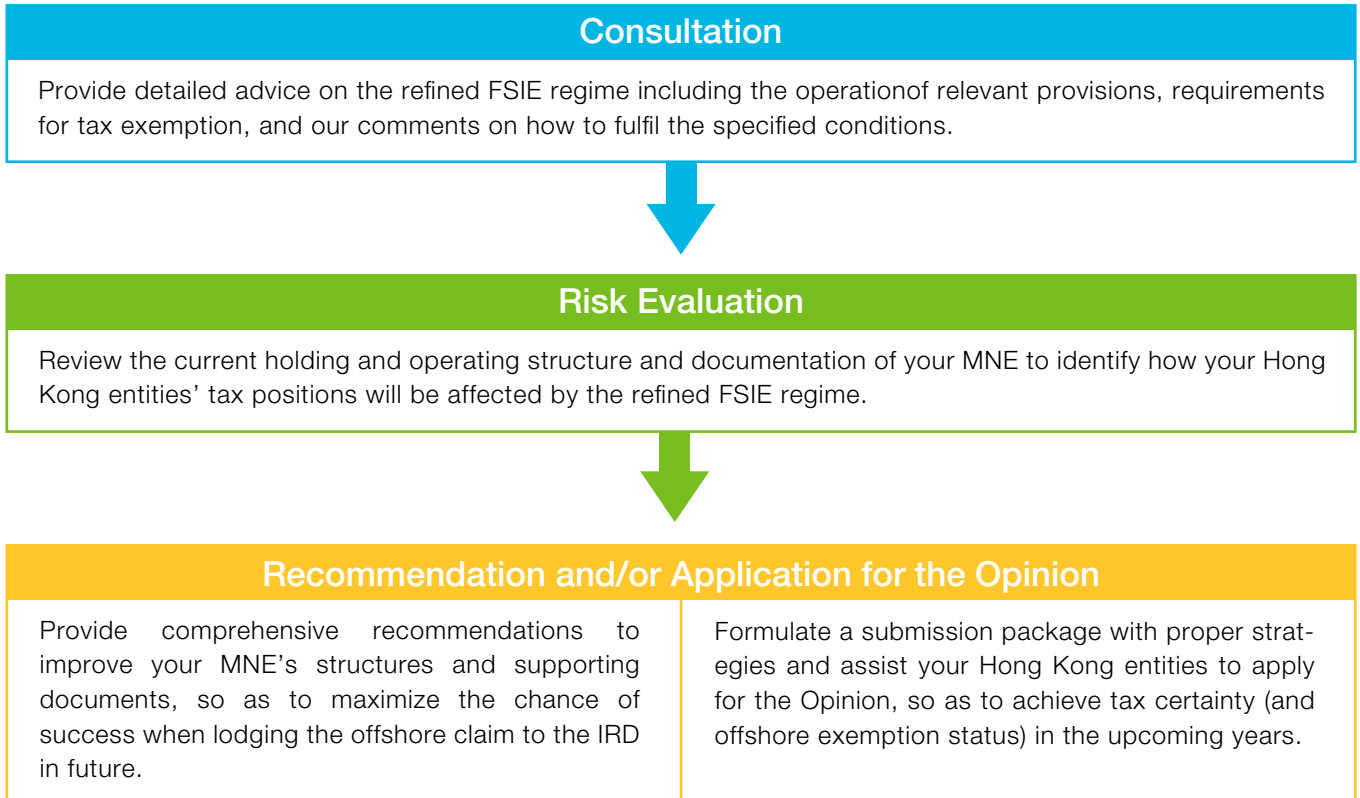 Consultation
Provide detailed advice on the refined FSIE regime including the operationof relevant provisions, requirements
for tax exemption, and our comments on how to fulfil the specified conditions.
Risk Evaluation
Review the current holding and operating structure and documentation of your MNE to identify how your Hong
Kong entities’ tax positions will be affected by the refined FSIE regime.
Recommendation and/or Application for the Opinion
Provide comprehensive recommendations to
improve your MNE’s structures and supporting
documents, so as to maximize the chance of
success when lodging the offshore claim to the IRD
in future.
Formulate a submission package with proper strat-
egies and assist your Hong Kong entities to apply
for the Opinion, so as to achieve tax certainty (and
offshore exemption status) in the upcoming years.